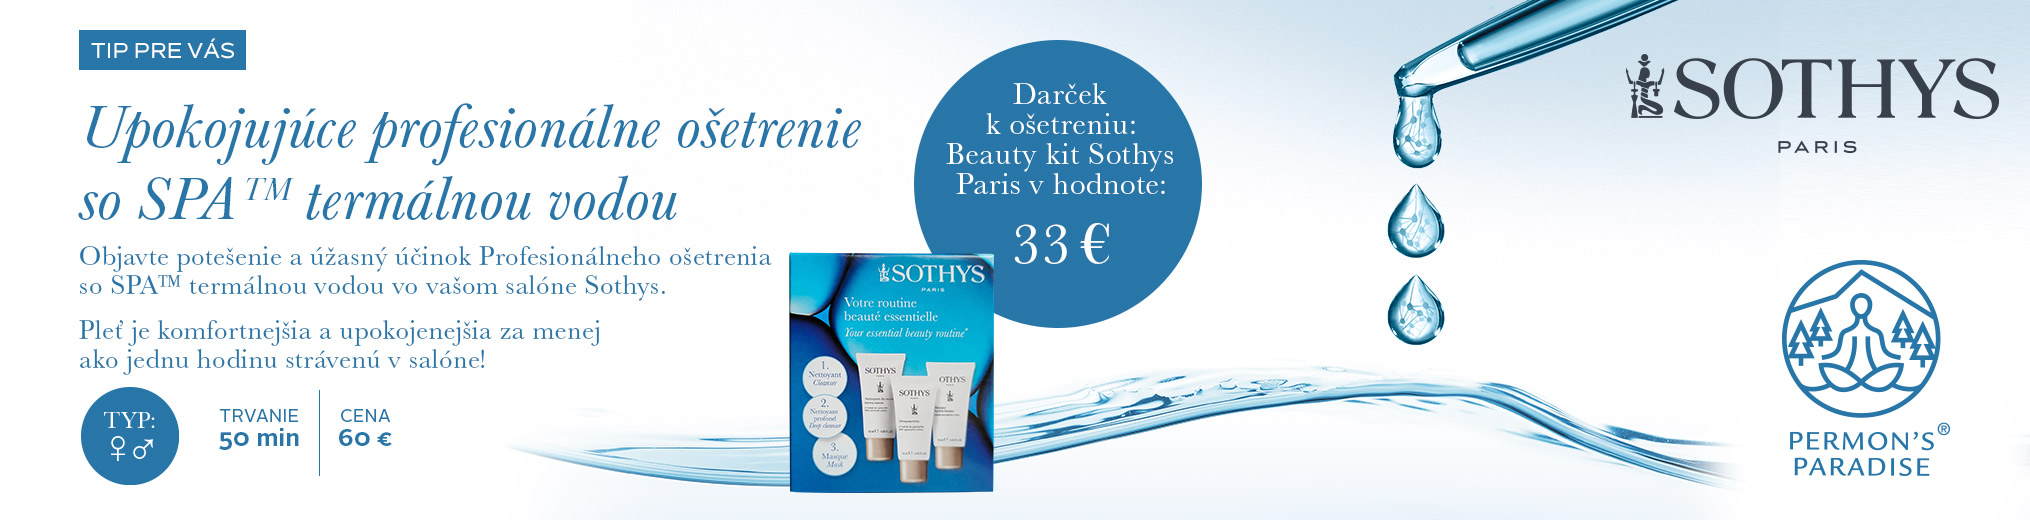 TIP PRE VÁS
Upokojujúce profesionálne ošetrenie
so SPA™ termálnou vodou
Objavte potešenie a úžasný účinok Profesionálneho ošetrenia
so SPA™ termálnou vodou vo vašom salóne Sothys.
Pleť je komfortnejšia a upokojenejšia za menej
ako jednu hodinu strávenú v salóne!
TYP:
♀♂
TRVANIE
50 min
CENA
60 €
Darček
k ošetreniu:
Beauty kit Sothys
Paris v hodnote:
33 €
SOTHYS
PARIS
Votre routine
beauté essentielle
Your essential beauty routine*
1.
Nettoyant
Cleanser
2.
Nettoyant
profond
Deep cleanser
3.
Masque
Mask
SOTHYS
SOTHYS
OTHYS
SOTHYS
PARIS
PERMON'S®
PARADISE